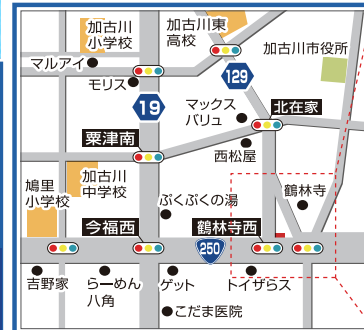 加古川
小学校
加古川東
高校
加古川市役所
マルアイ
モリス
129
19
マックス
バリュ
北在家
粟津南
西松屋
加古川
中学校
鳩里
小学校
ぷくぷくの湯
鶴林寺
今福西
鶴林寺西
250
吉野家
らーめん
八角
ゲット
トイザらス
こだま医院